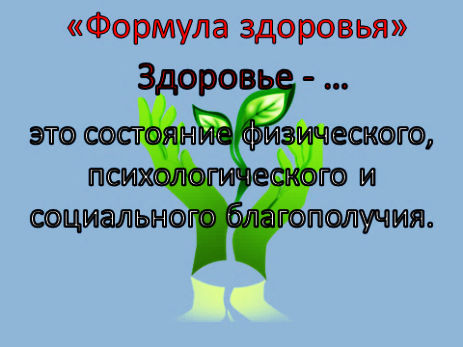 «Формула здоровья»
Здоровье - ...
это состояние физического,
психологического и
социального благополучия.